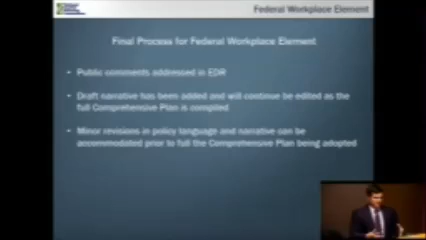 Federal Workplace Element
Final Process for Federal Workplace Element
• Public comments addressed in EDR
• Draft narrative has been added and will continue to be edited as the
full Comprehensive Plan is compiled
• Minor revisions in policy language and narrative can be
accommodated prior to full the Comprehensive Plan being adopted